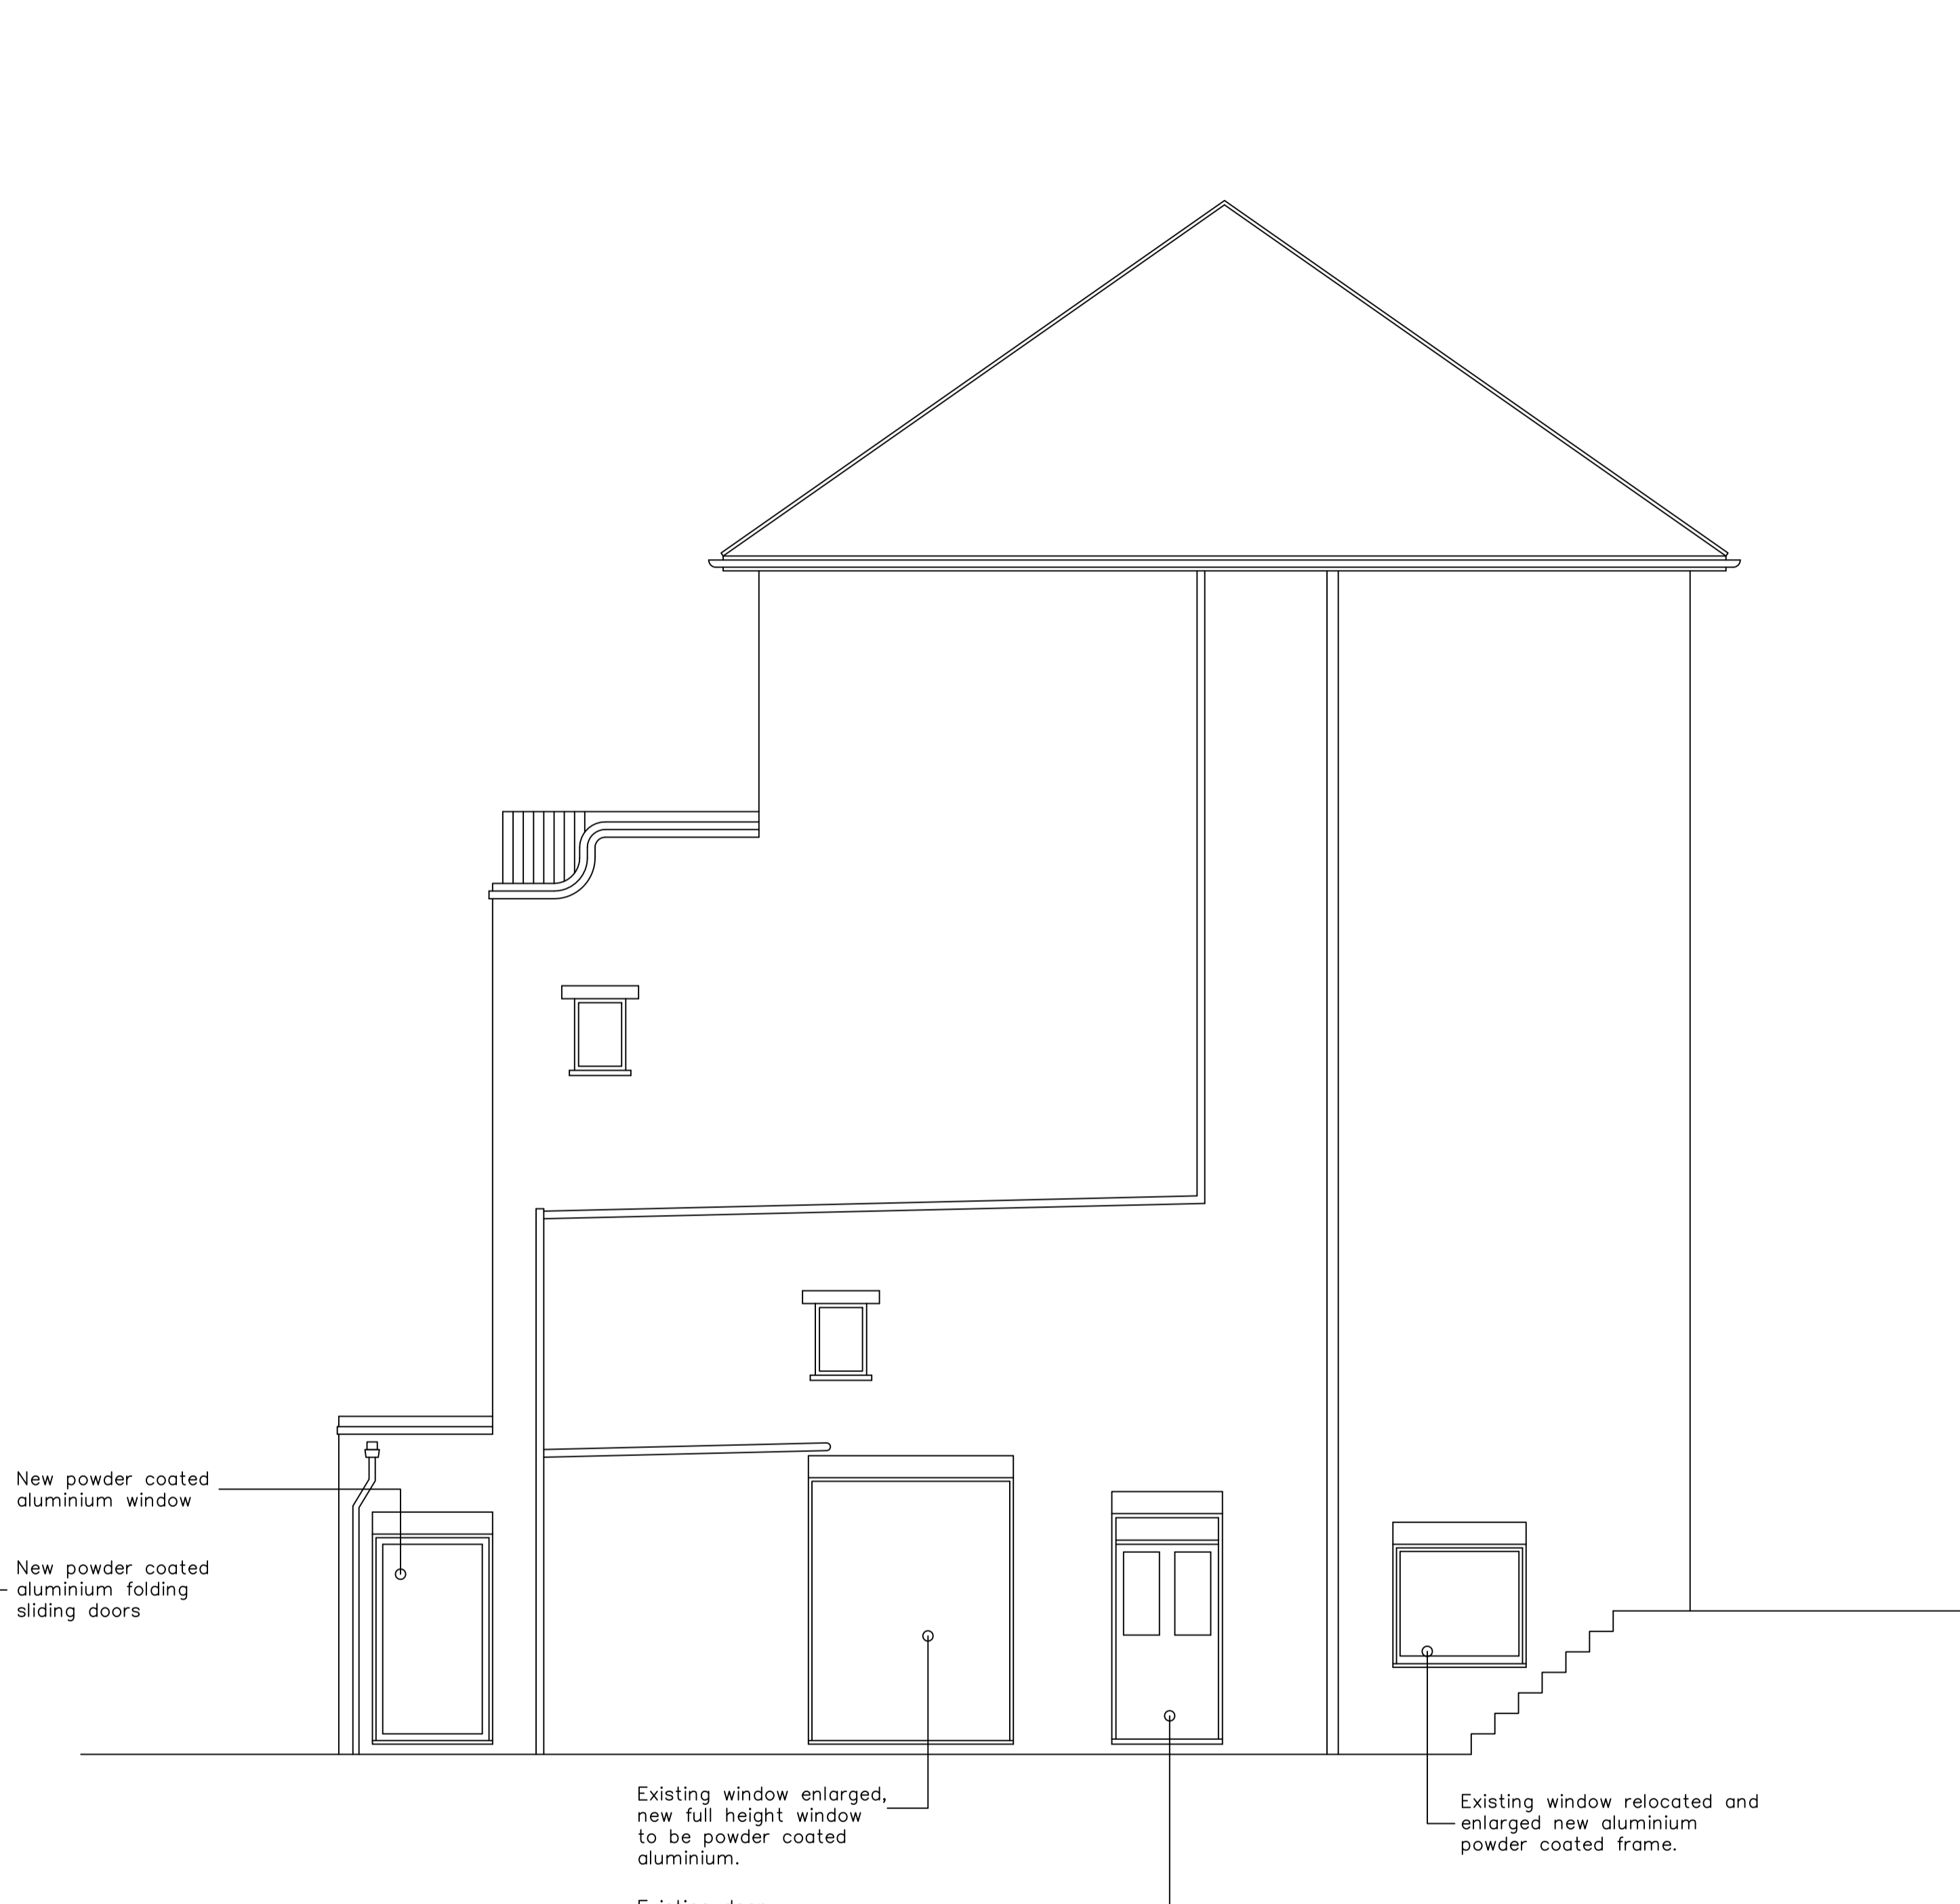 New powder coated
aluminium window
New powder coated
aluminium folding
sliding doors
Existing window enlarged,
new full height window
to be powder coated
aluminium.
Existing window relocated and
enlarged new aluminium
powder coated frame.